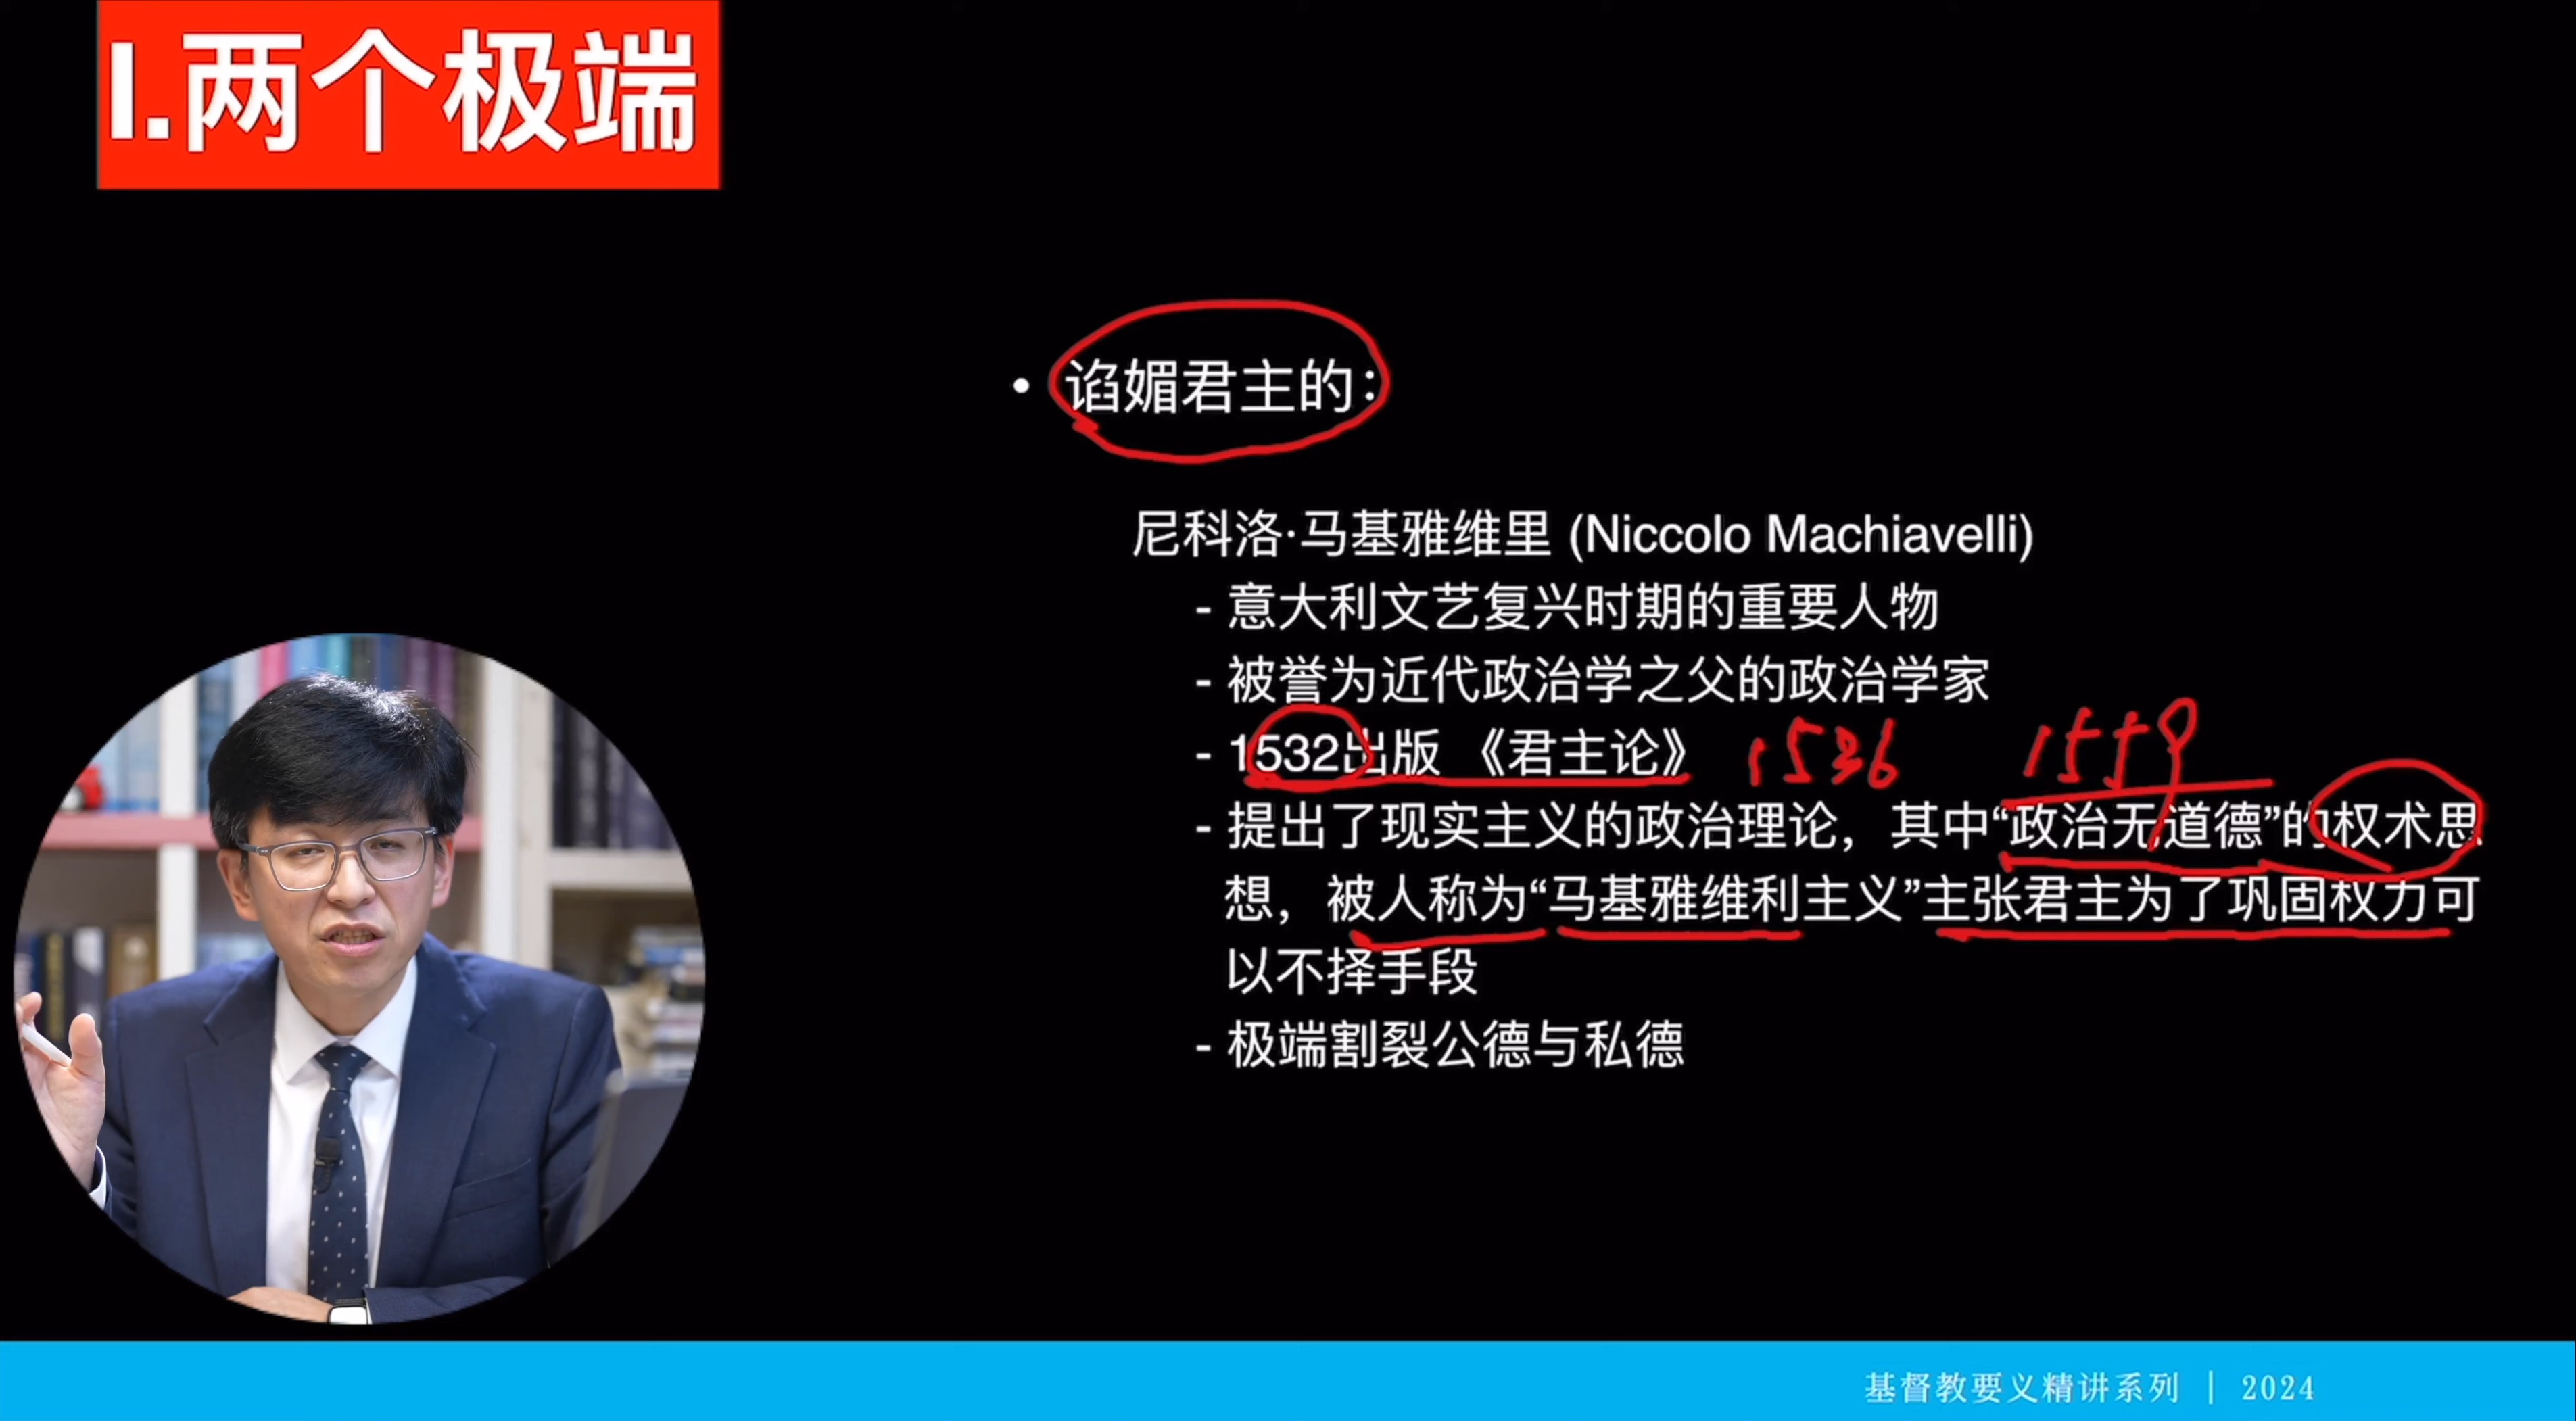 I.两个极端
• 谄媚君主的：
尼科洛·马基雅维里 (Niccolo Machiavelli)
- 意大利文艺复兴时期的重要人物
- 被誉为近代政治学之父的政治学家
- 1532出版 《君主论》 1536 1559
- 提出了现实主义的政治理论，其中“政治无道德”的权术思
想，被人称为“马基雅维利主义”主张君主为了巩固权力可
以不择手段
- 极端割裂公德与私德
基督教要义精讲系列 | 2024